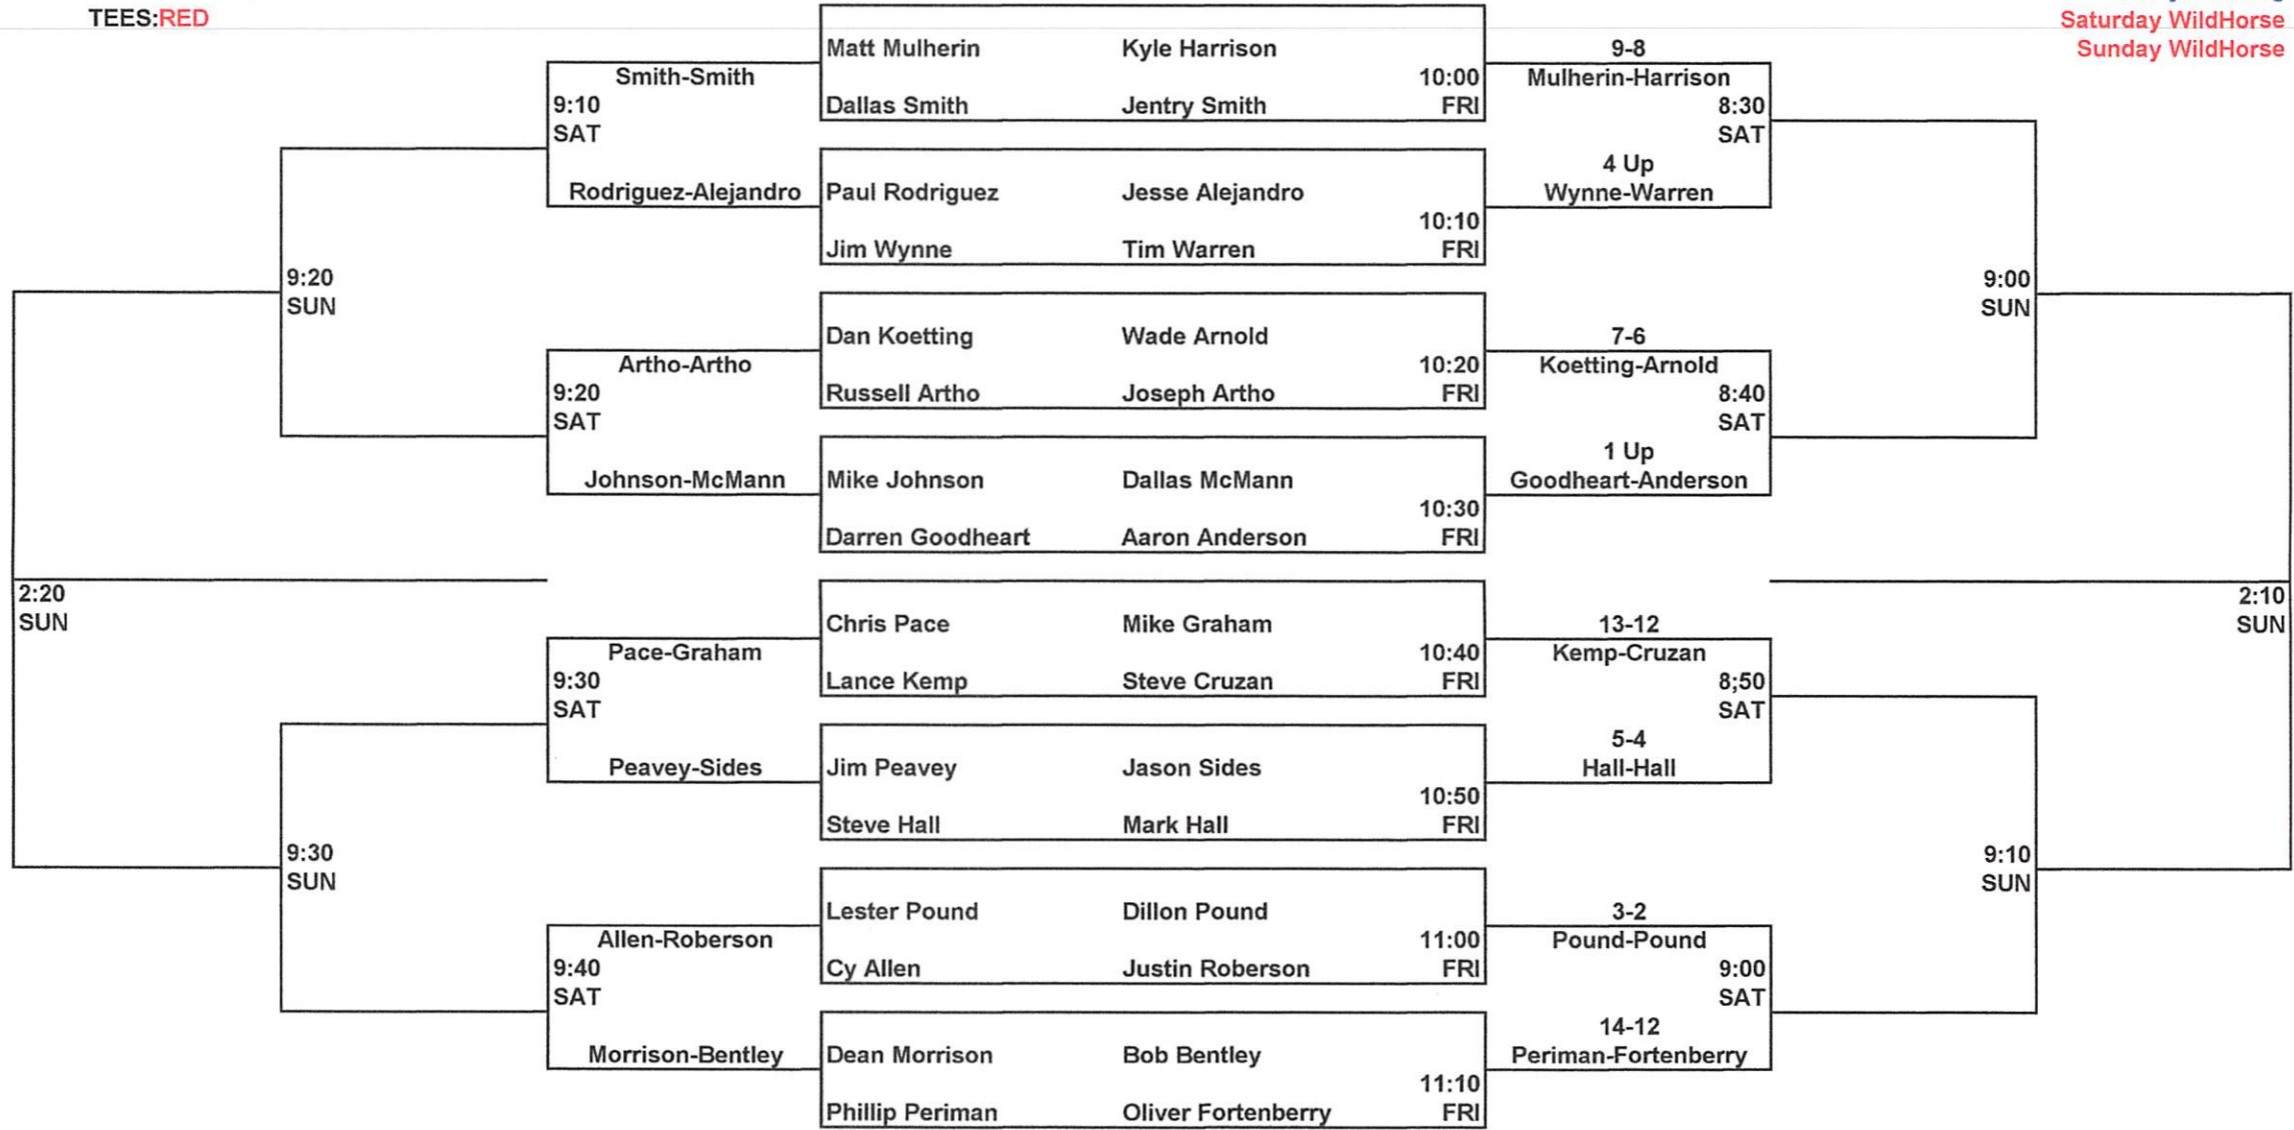 TEES:RED
Saturday WildHorse
Sunday WildHorse
Matt Mulherin Kyle Harrison 9-8
Smith-Smith 10:00 Mulherin-Harrison
9:10 Dallas Smith Jentry Smith FRI 8:30
SAT SAT
4 Up
Rodriguez-Alejandro Paul Rodriguez Jesse Alejandro Wynne-Warren
10:10
Jim Wynne Tim Warren FRI
9:20 9:00
SUN SUN
Dan Koetting Wade Arnold 7-6
Artho-Artho 10:20 Koetting-Arnold
9:20 Russell Artho Joseph Artho FRI 8:40
SAT SAT
1 Up
Johnson-McMann Mike Johnson Dallas McMann Goodheart-Anderson
10:30
Darren Goodheart Aaron Anderson FRI
2:20 2:10
SUN Chris Pace Mike Graham 13-12 SUN
Pace-Graham 10:40 Kemp-Cruzan
9:30 Lance Kemp Steve Cruzan FRI 8;50
SAT SAT
5-4
Peavey-Sides Jim Peavey Jason Sides Hall-Hall
10:50
Steve Hall Mark Hall FRI
9:30 9:10
SUN SUN
Lester Pound Dillon Pound 3-2
Allen-Roberson 11:00 Pound-Pound
9:40 Cy Allen Justin Roberson FRI 9:00
SAT SAT
14-12
Morrison-Bentley Dean Morrison Bob Bentley Periman-Fortenberry
11:10
Phillip Periman Oliver Fortenberry FRI